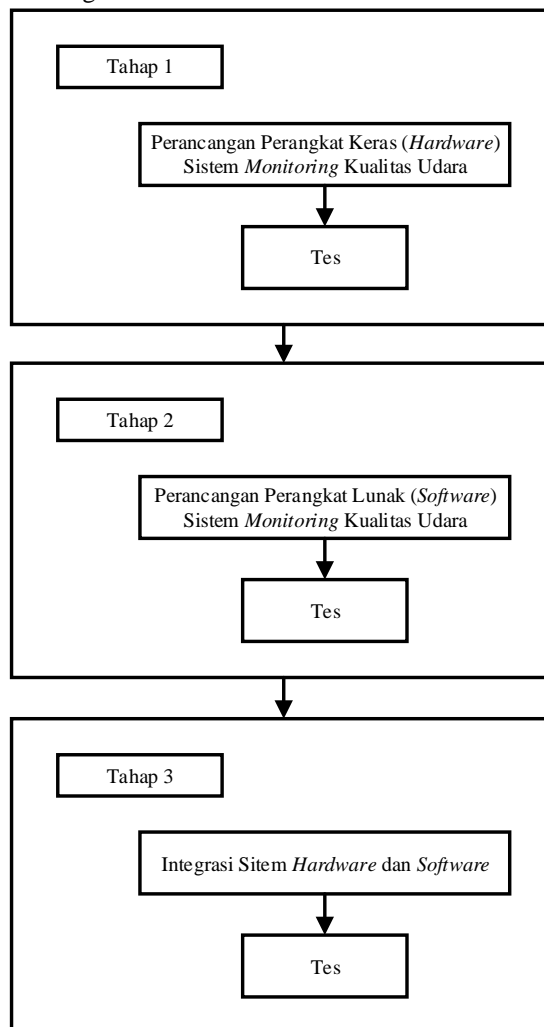 Tahap 1
Perancangan Perangkat Keras (Hardware)
Sistem Monitoring Kualitas Udara
Tes
Tahap 2
Perancangan Perangkat Lunak (Software)
Sistem Monitoring Kualitas Udara
Tes
Tahap 3
Integrasi Sitem Hardware dan Software
Tes